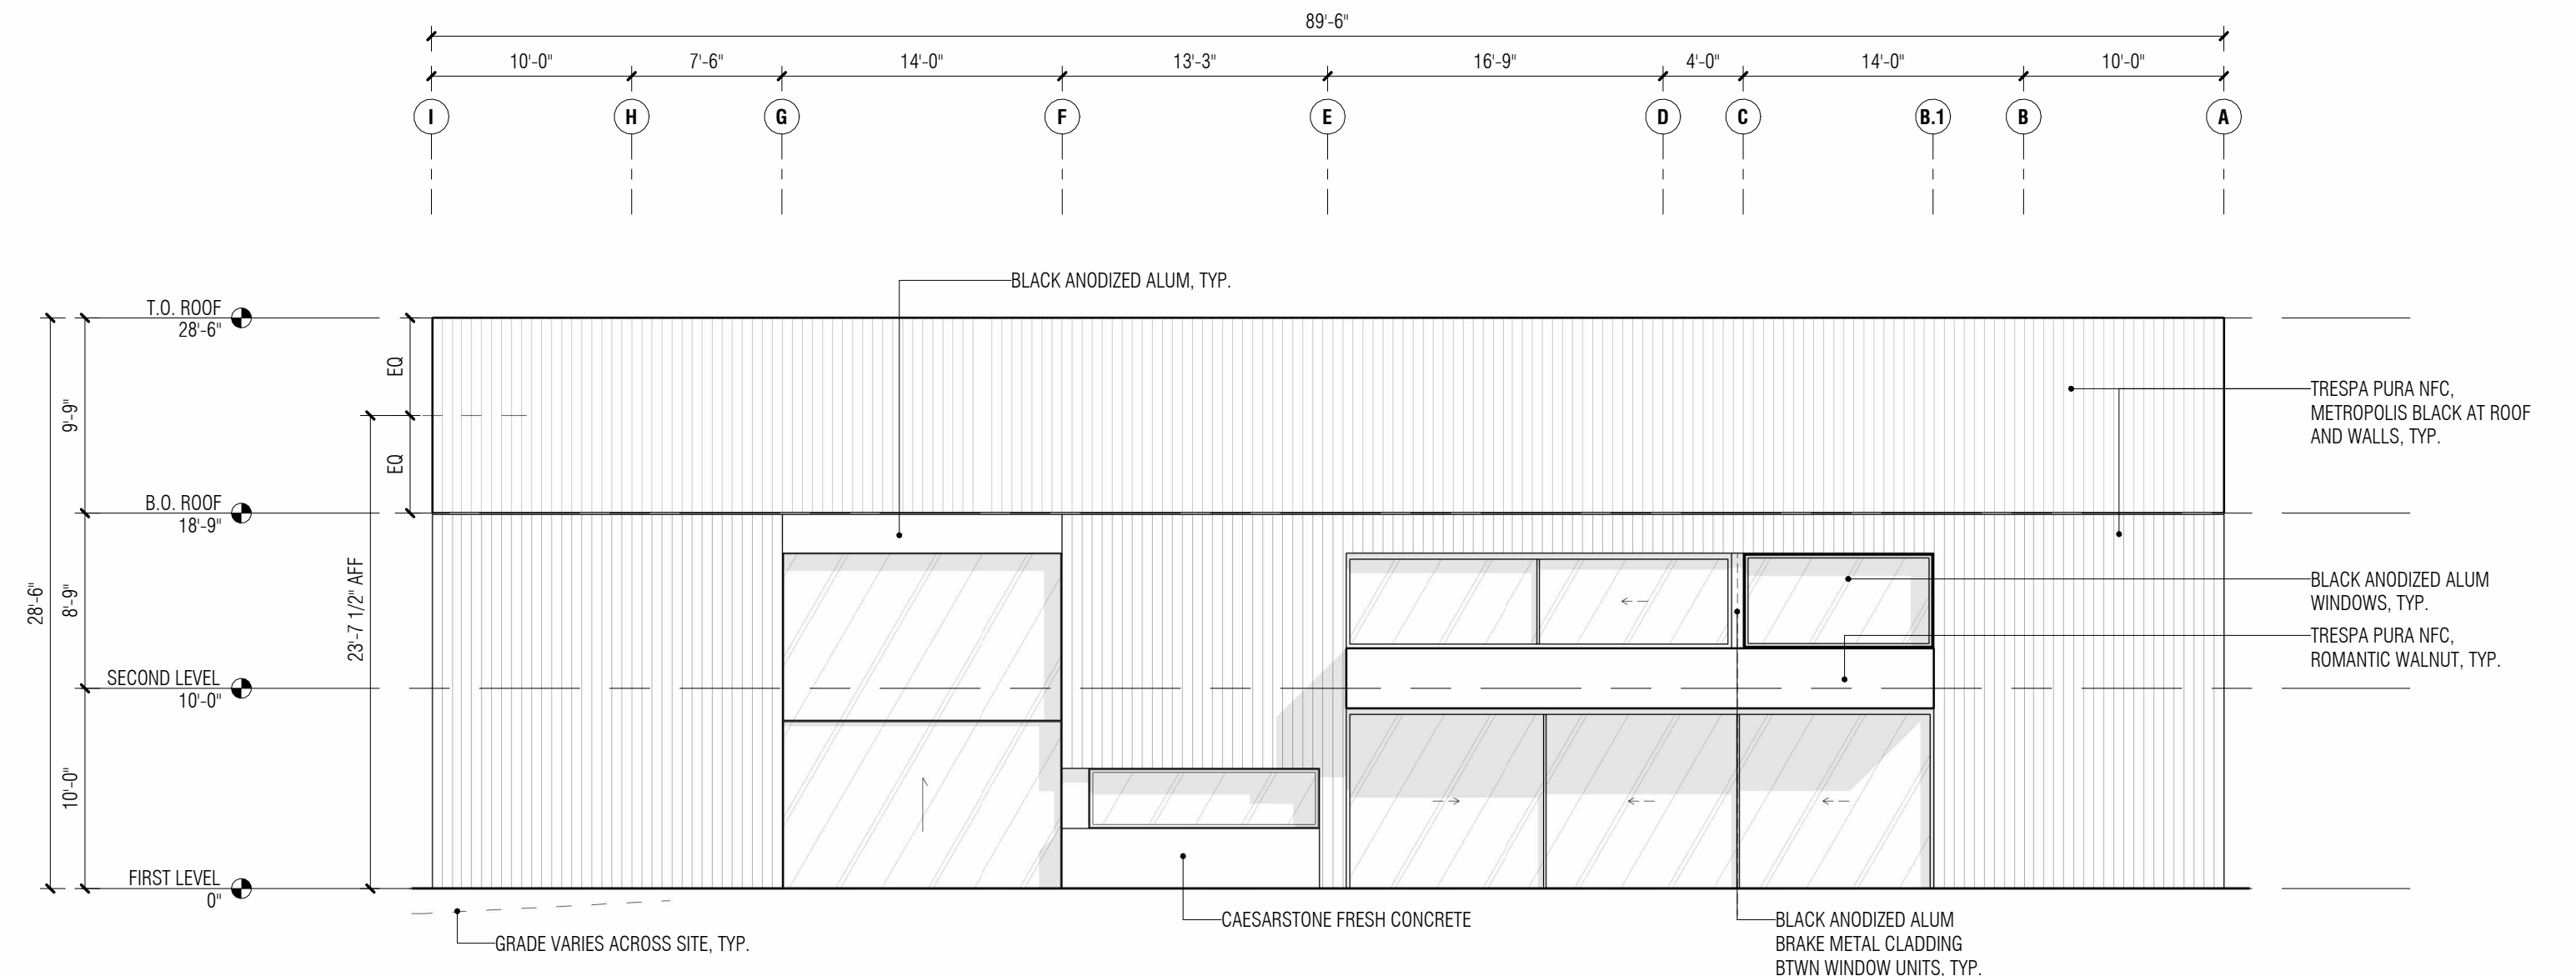 89'-6"
10'-0" 7'-6" 14'-0" 13'-3" 16'-9" 4'-0" 14'-0" 10'-0"
I H G F E D C B.1 B A
BLACK ANODIZED ALUM, TYP.
T.O. ROOF
28'-6"
EQ
TRESPA PURA NFC,
METROPOLIS BLACK AT ROOF
AND WALLS, TYP.
9'-9"
EQ
B.O. ROOF
18'-9"
28'-6"
8'-9"
23'-7 1/2" AFF
BLACK ANODIZED ALUM
WINDOWS, TYP.
TRESPA PURA NFC,
ROMANTIC WALNUT, TYP.
SECOND LEVEL
10'-0"
10'-0"
FIRST LEVEL
0"
GRADE VARIES ACROSS SITE, TYP.
CAESARSTONE FRESH CONCRETE
BLACK ANODIZED ALUM
BRAKE METAL CLADDING
BTWN WINDOW UNITS, TYP.